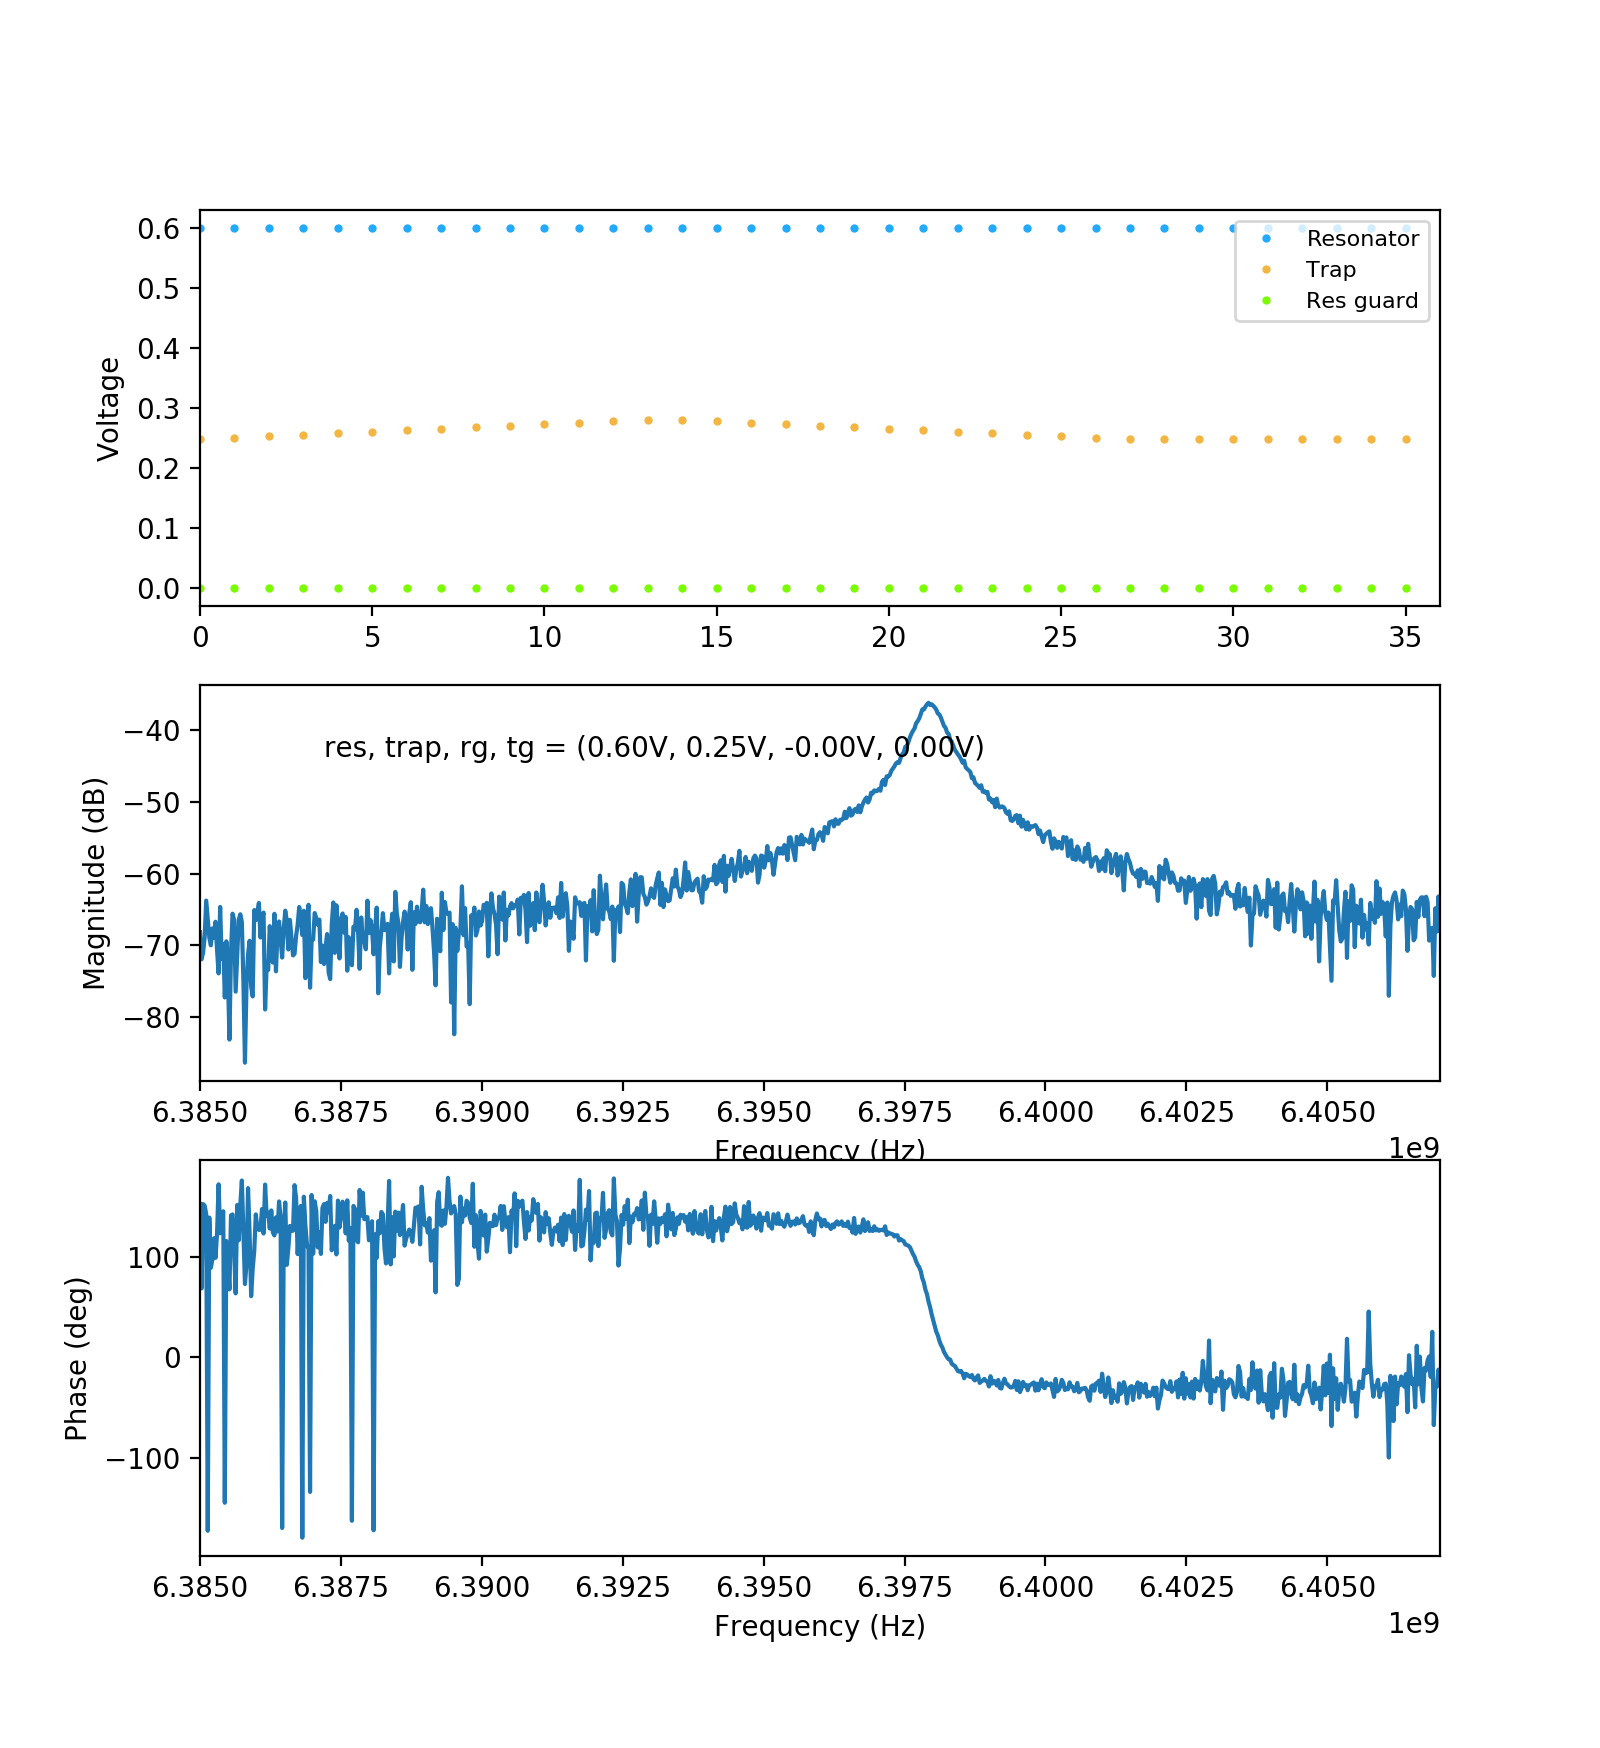 0.6
0.5
0.4
0.3
0.2
0.1
0.0
Voltage
Resonator
Trap
Res guard
0 5 10 15 20 25 30 35
−40
−50
−60
−70
−80
Magnitude (dB)
res, trap, rg, tg = (0.60V, 0.25V, -0.00V, 0.00V)
6.3850 6.3875 6.3900 6.3925 6.3950 6.3975 6.4000 6.4025 6.4050
Frequency (Hz)
1e9
100
0
−100
Phase (deg)
6.3850 6.3875 6.3900 6.3925 6.3950 6.3975 6.4000 6.4025 6.4050
Frequency (Hz)
1e9